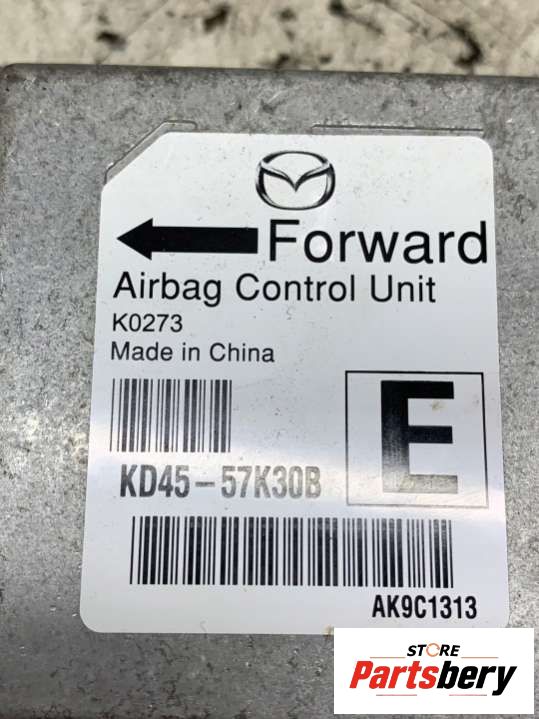 Forward
Airbag Control Unit
K0273
Made in China
E
KD45-57K30B
AK9C1313
STORE
Partsbery